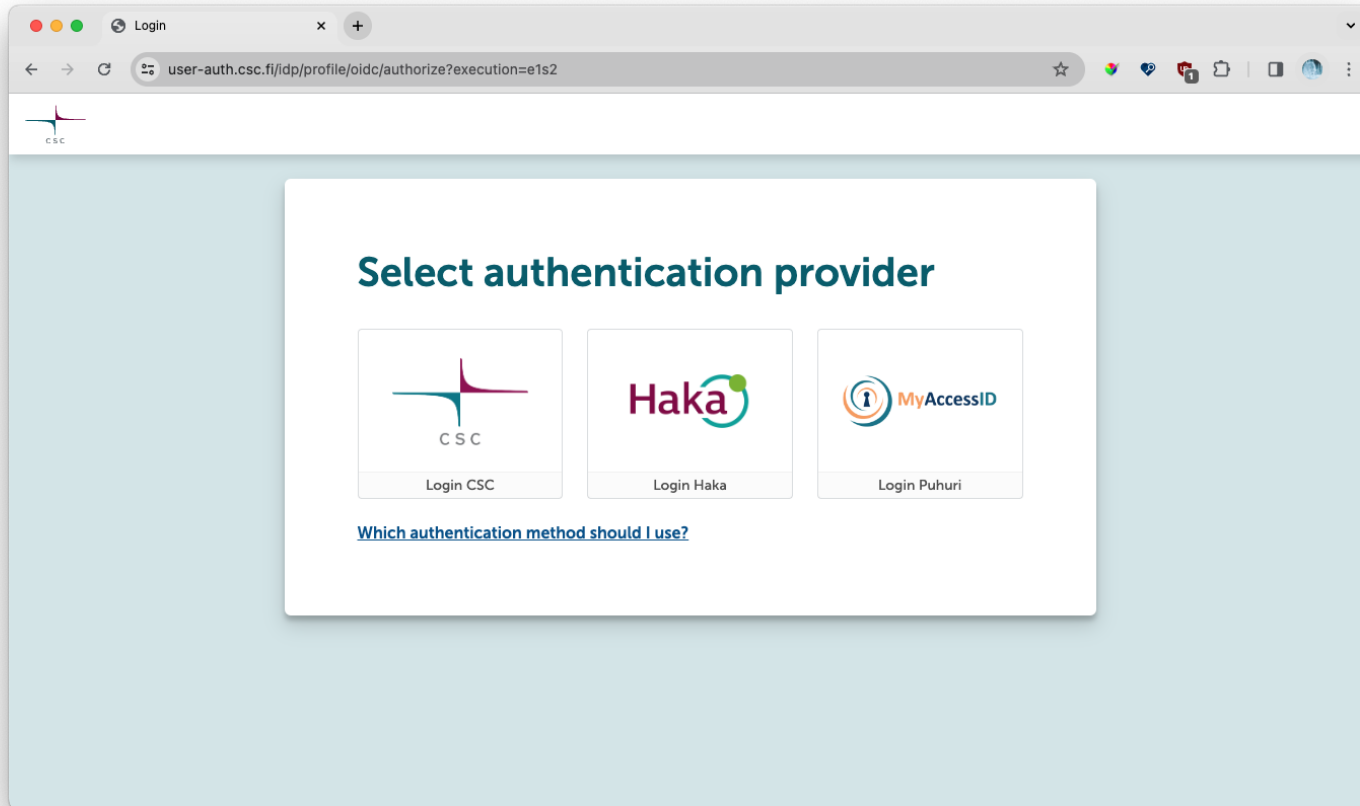 Login
user-auth.csc.fi/idp/profile/oidc/authorize?execution=e1s2
1
CSC
Select authentication provider
CSC
Haka
MyAccessID
Login CSC
Login Haka
Login Puhuri
Which authentication method should I use?